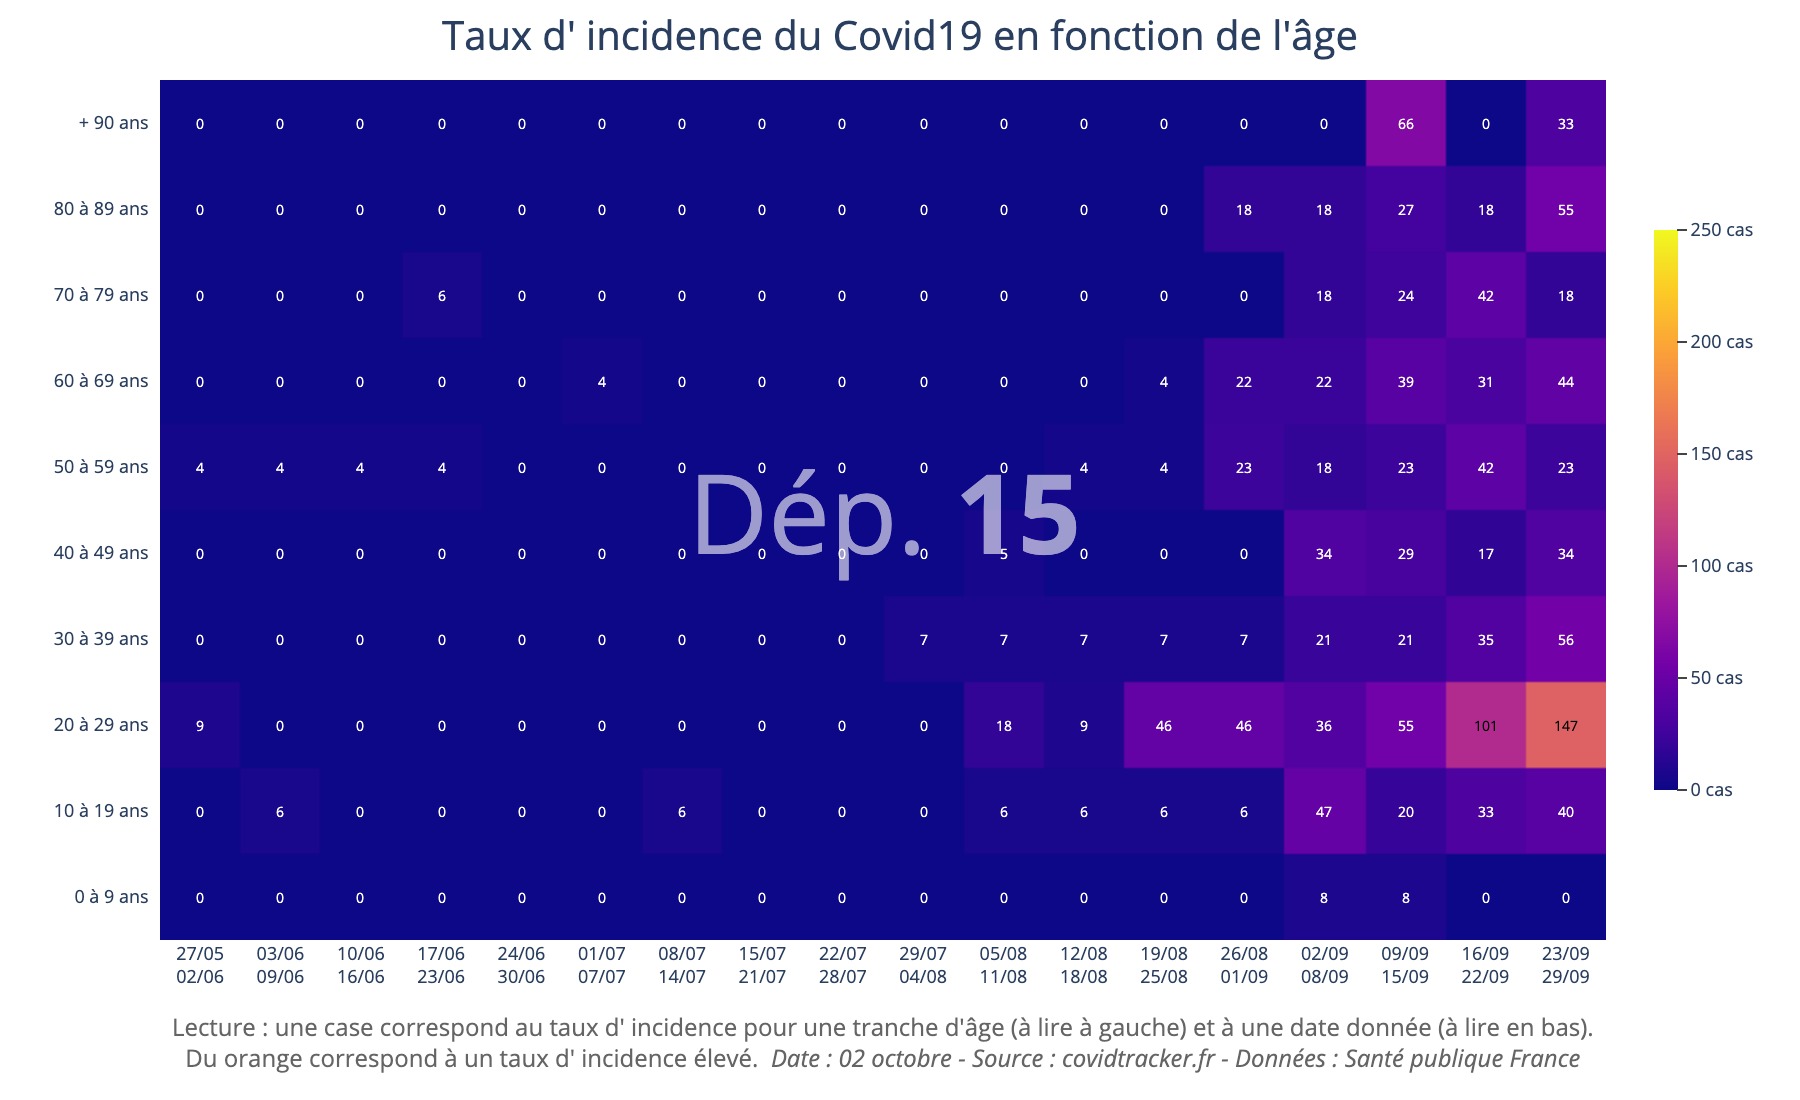 Taux d' incidence du Covid19 en fonction de l'âge
+ 90 ans 0 0 0 0 0 0 0 0 0 0 0 0 0 0 0 66 0 33
80 à 89 ans 0 0 0 0 0 0 0 0 0 0 0 0 0 18 18 27 18 55
70 à 79 ans 0 0 0 6 0 0 0 0 0 0 0 0 0 0 18 24 42 18
60 à 69 ans 0 0 0 0 0 4 0 0 0 0 0 0 4 22 22 39 31 44
50 à 59 ans 4 4 4 4 0 0 0 0 0 0 0 4 4 23 18 23 42 23
Dép. 15
40 à 49 ans 0 0 0 0 0 0 0 0 0 0 5 0 0 0 34 29 17 34
30 à 39 ans 0 0 0 0 0 0 0 0 0 7 7 7 7 7 21 21 35 56
20 à 29 ans 9 0 0 0 0 0 0 0 0 0 18 9 46 46 36 55 101 147
10 à 19 ans 0 6 0 0 0 0 6 0 0 0 6 6 6 6 47 20 33 40
0 à 9 ans 0 0 0 0 0 0 0 0 0 0 0 0 0 0 8 8 0 0
27/05 03/06 10/06 17/06 24/06 01/07 08/07 15/07 22/07 29/07 05/08 12/08 19/08 26/08 02/09 09/09 16/09 23/09
02/06 09/06 16/06 23/06 30/06 07/07 14/07 21/07 28/07 04/08 11/08 18/08 25/08 01/09 08/09 15/09 22/09 29/09
250 cas
200 cas
150 cas
100 cas
50 cas
0 cas
Lecture : une case correspond au taux d' incidence pour une tranche d'âge (à lire à gauche) et à une date donnée (à lire en bas).
Du orange correspond à un taux d' incidence élevé. Date : 02 octobre - Source : covidtracker.fr - Données : Santé publique France